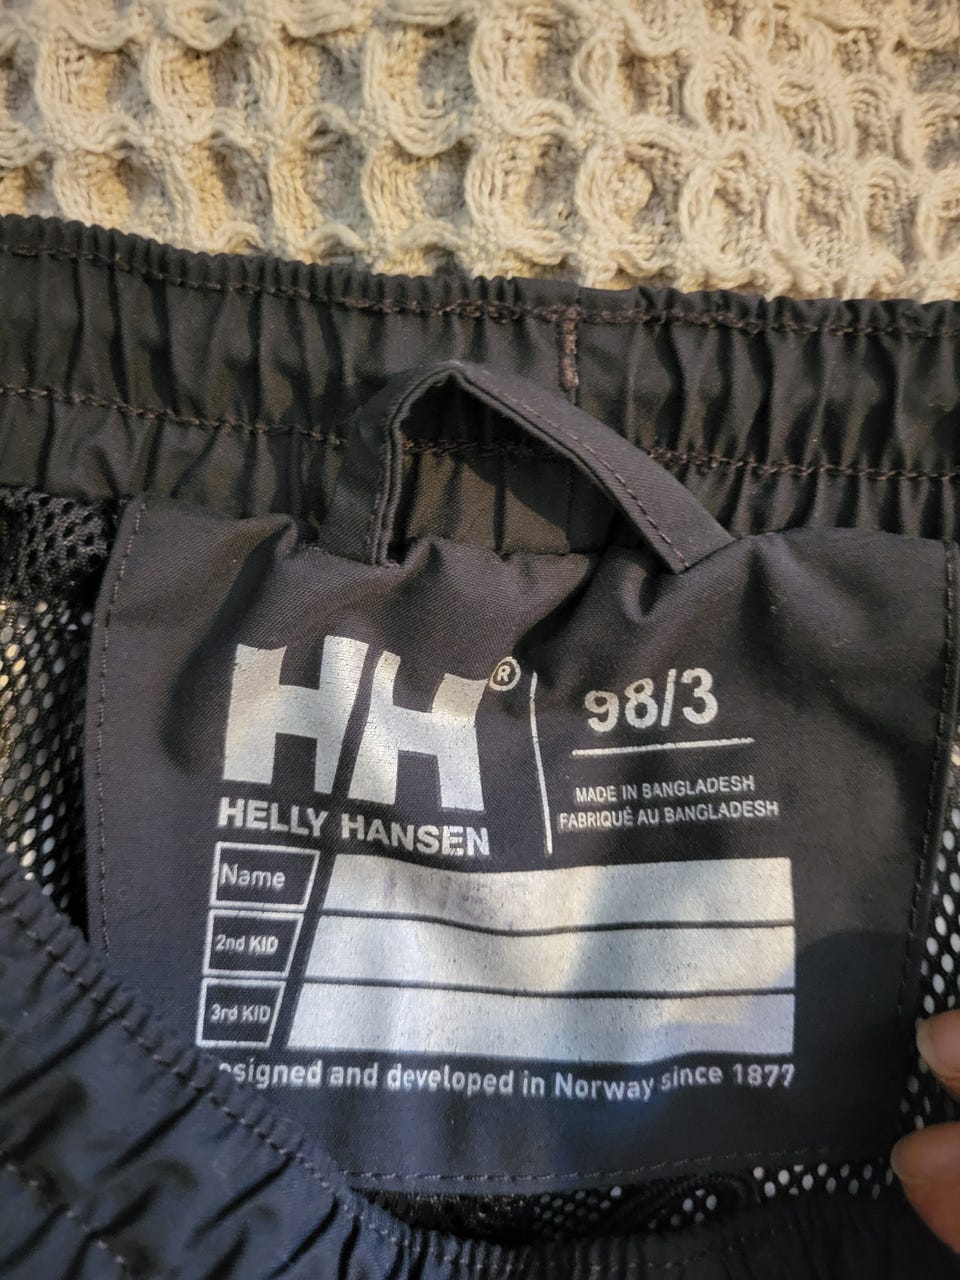 HH®
HELLY HANSEN
98/3
MADE IN BANGLADESH
FABRIQUÉ AU BANGLADESH
Name
2nd KID
3rd KID
esigned and developed in Norway since 1877